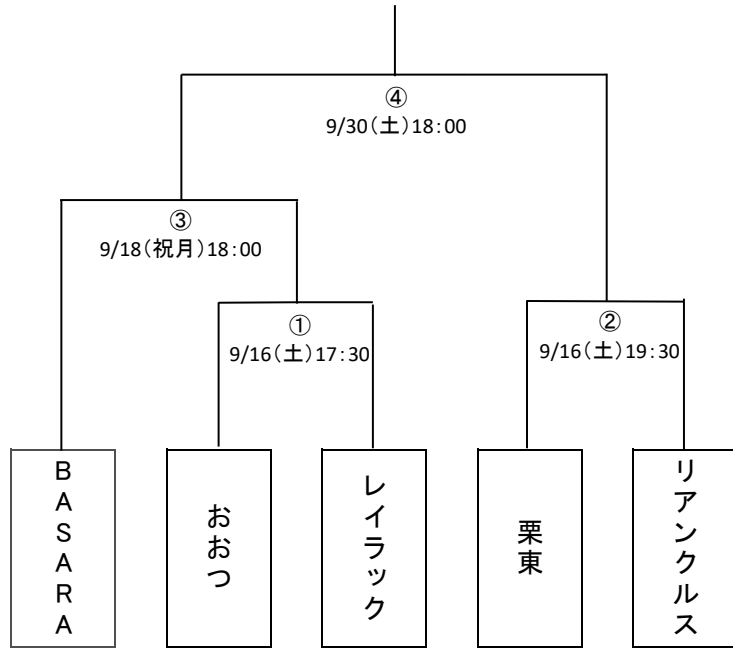 ④
9/30(土)18:00
③
9/18(祝月)18:00
①
9/16(土)17:30
②
9/16(土)19:30
BASARA
おおつ
レイラック
栗東
リアンクルス